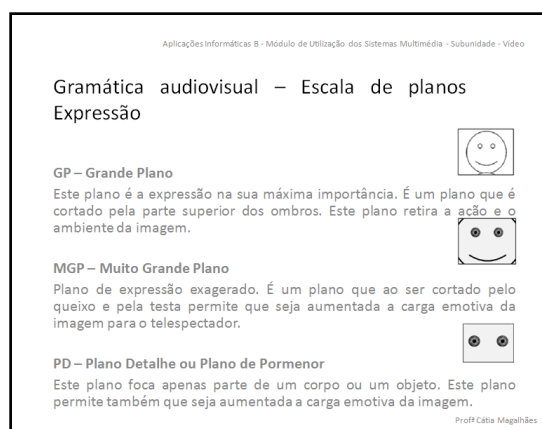 Aplicações Informáticas B - Módulo de Utilização dos Sistemas Multimédia - Subunidade - Vídeo
Gramática audiovisual – Escala de planos
Expressão
GP – Grande Plano
Este plano é a expressão na sua máxima importância. É um plano que é
cortado pela parte superior dos ombros. Este plano retira a ação e o
ambiente da imagem.
MGP – Muito Grande Plano
Plano de expressão exagerado. É um plano que ao ser cortado pelo
queixo e pela testa permite que seja aumentada a carga emotiva da
imagem para o telespectador.
PD – Plano Detalhe ou Plano de Pormenor
Este plano foca apenas parte de um corpo ou um objeto. Este plano
permite também que seja aumentada a carga emotiva da imagem.
Profª Cátia Magalhães